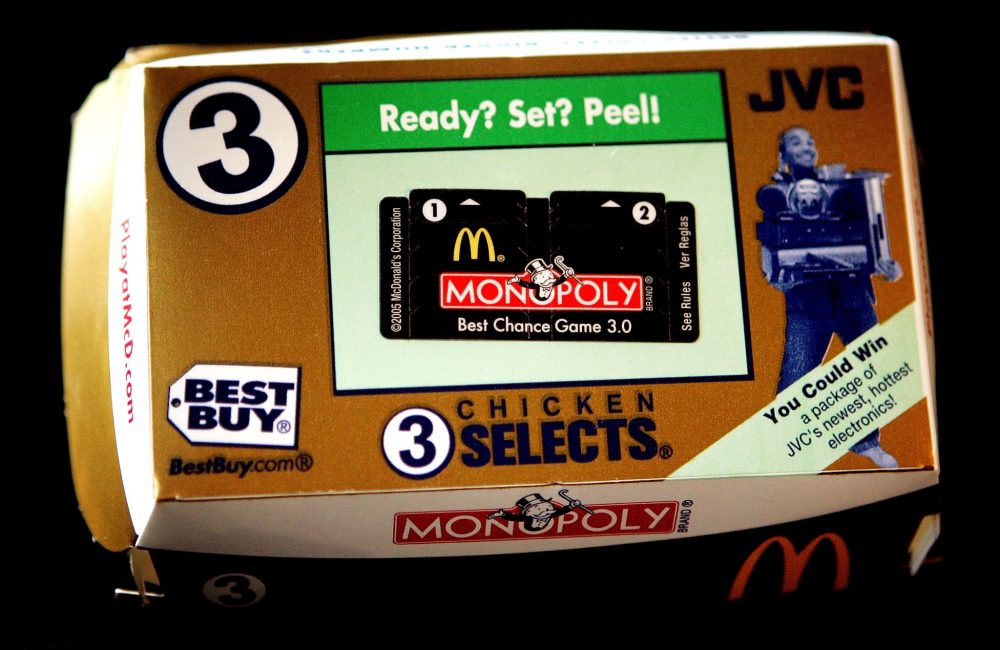 3
Ready? Set? Peel!
JVC
©2005 McDonald's Corporation
1
2
MONOPOLY
BRAND ®
Best Chance Game 3.0
See Rules Ver Reglas
PlayatMcD.com
BEST
BUY®
BestBuy.com®
3
CHICKEN
SELECTS®
You Could Win
a package of
JVC's newest, hottest
electronics!
MONOPOLY
BRAND ®
3